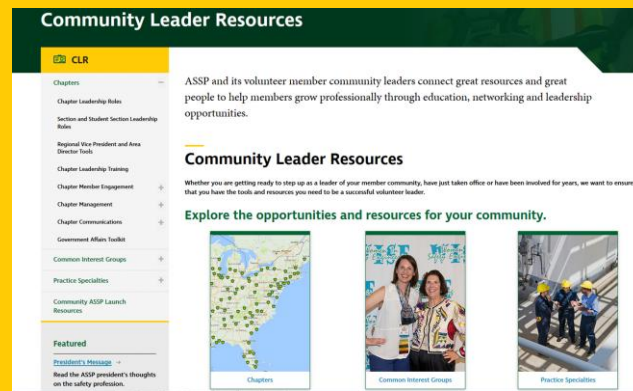 Community Leader Resources
CLR
Chapters
Chapter Leadership Roles
Section and Student Section Leadership
Roles
Regional Vice President and Area
Director Tools
Chapter Leadership Training
Chapter Member Engagement
Chapter Management
Chapter Communications
Government Affairs Toolkit
Common Interest Groups
Practice Specialties
Community ASSP Launch
Resources
Featured
President's Message →
Read the ASSP president's thoughts
on the safety profession.
ASSP and its volunteer member community leaders connect great resources and great
people to help members grow professionally through education, networking and leadership
opportunities.
Community Leader Resources
Whether you are getting ready to step up as a leader of your member community, have just taken office or have been involved for years, we want to ensure
that you have the tools and resources you need to be a successful volunteer leader.
Explore the opportunities and resources for your community.
Chapters
Common Interest Groups
Practice Specialties